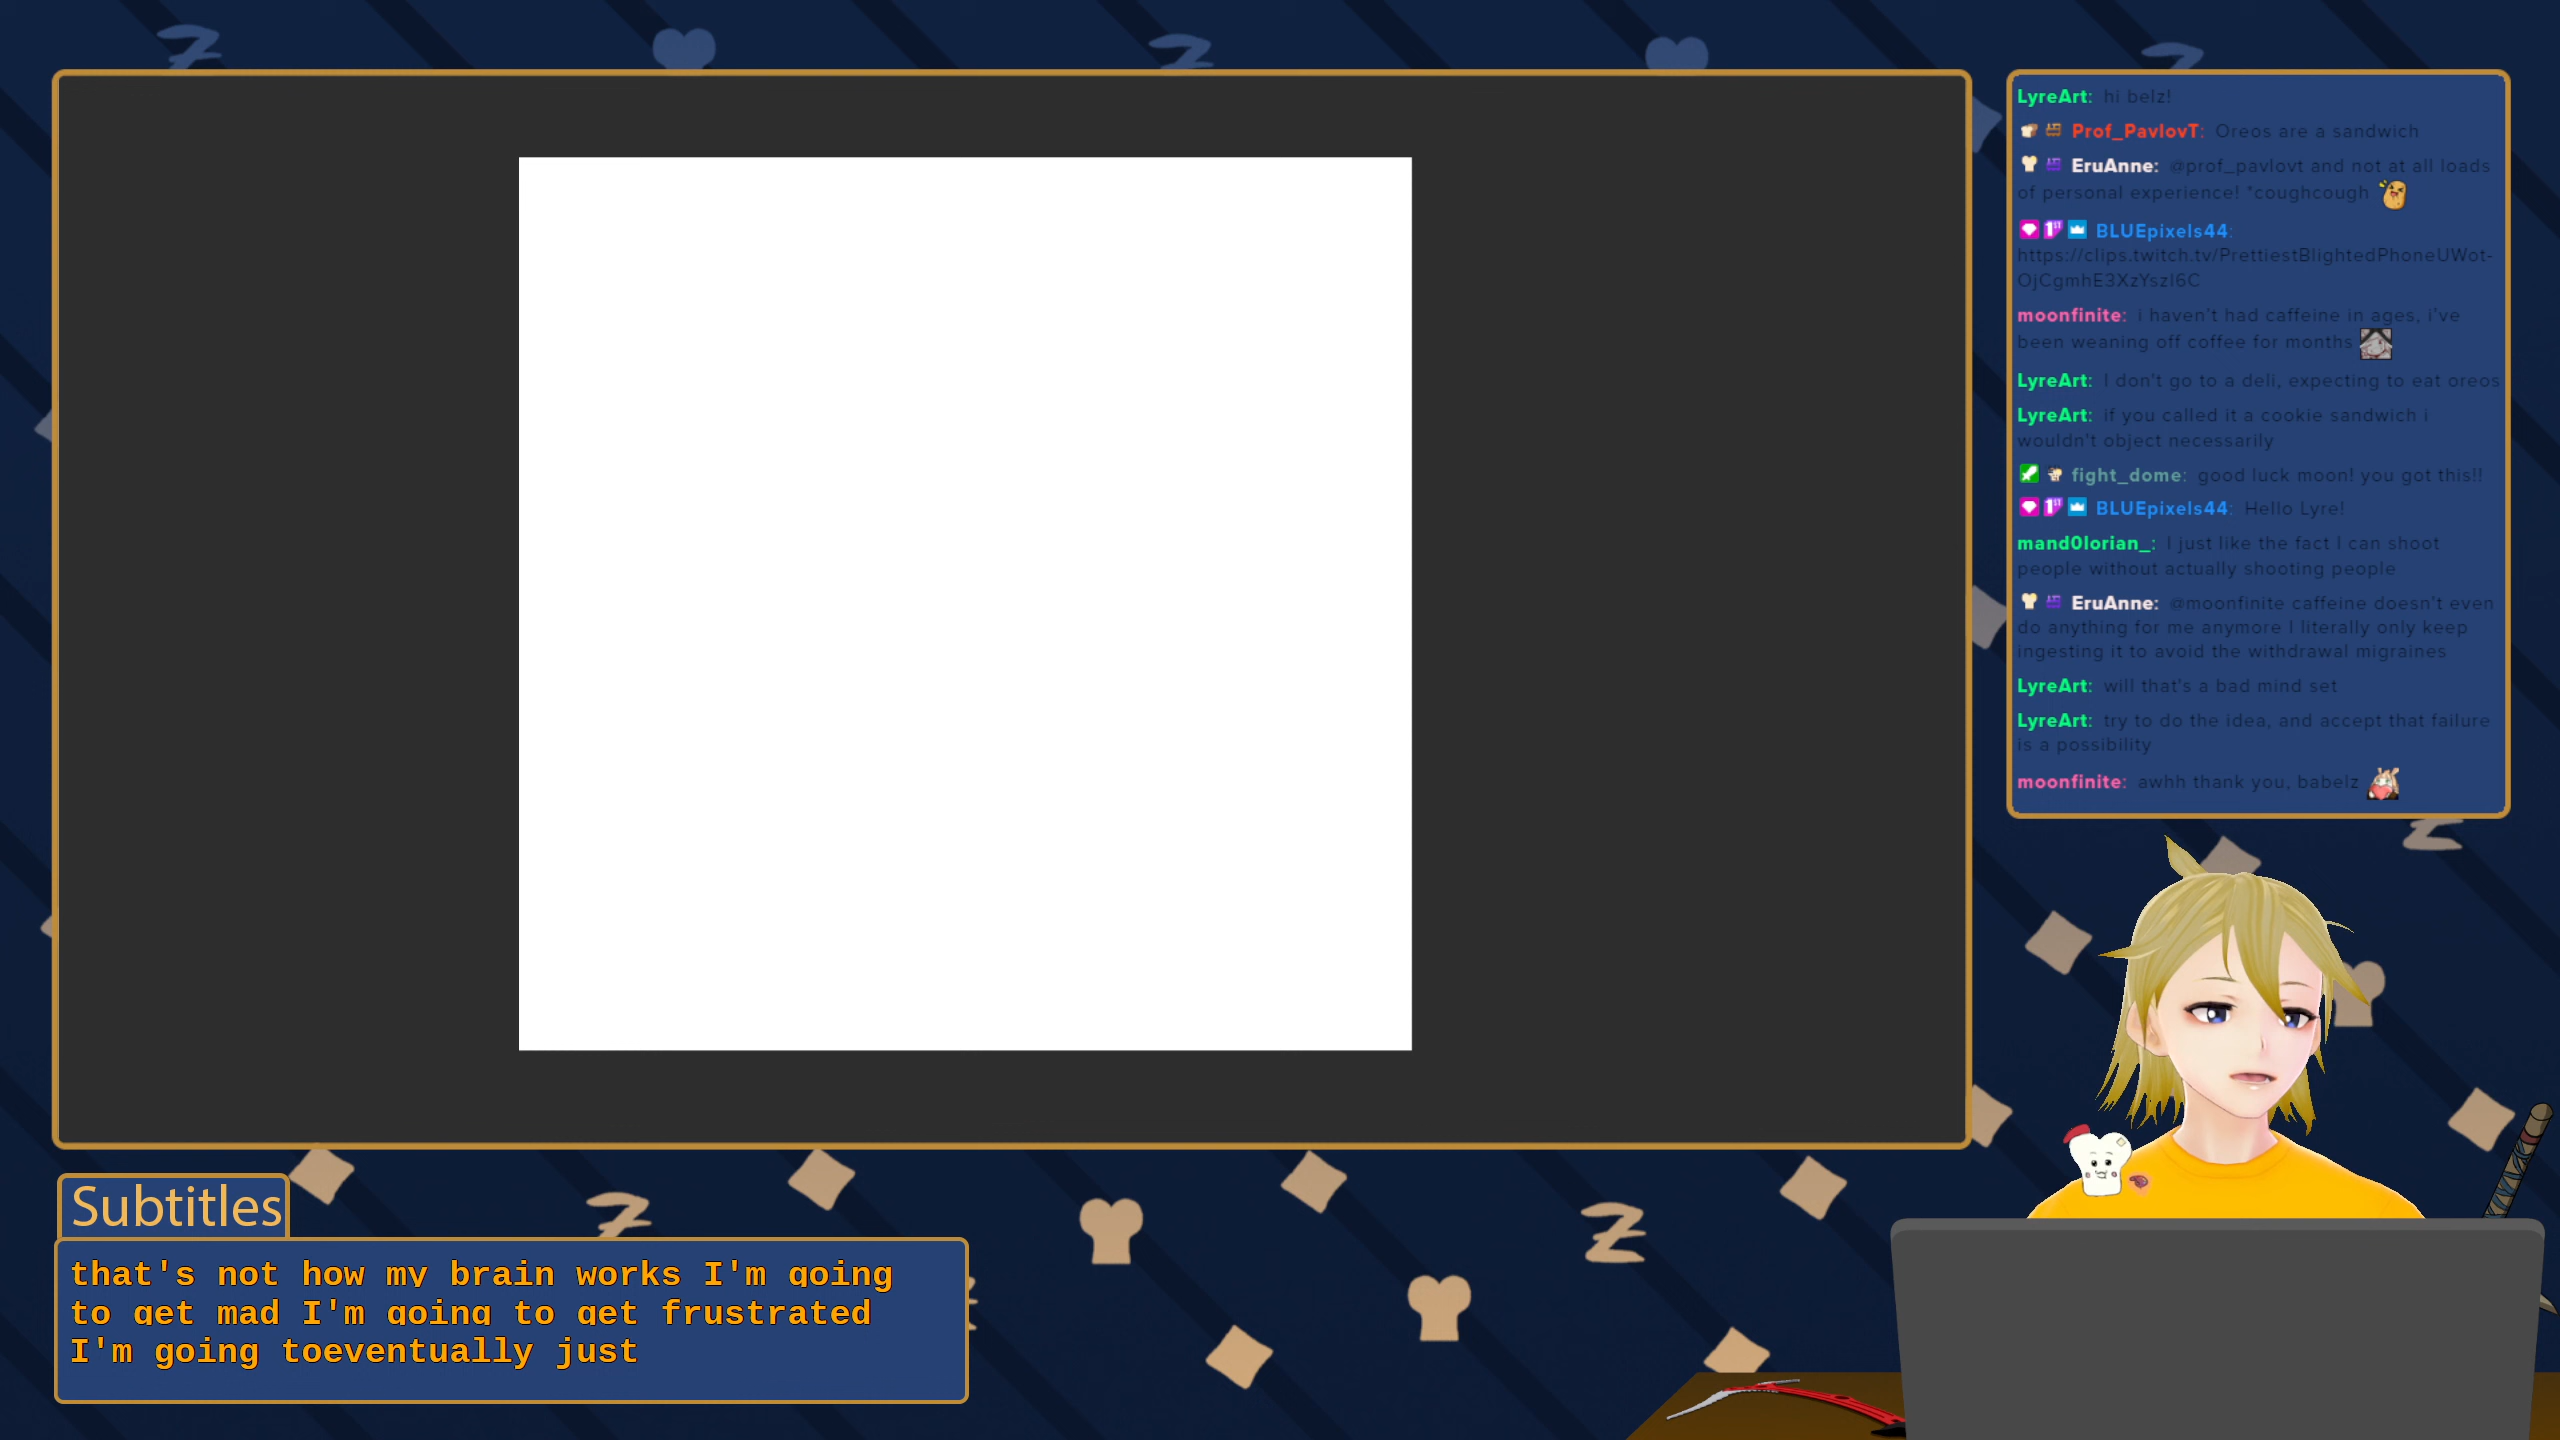 LyreArt: hi belz!
Prof_PavlovT: Oreos are a sandwich
EruAnne: @prof_pavlovt and not at all loads
of personal experience! *coughcough
BLUEpixels44:
https://clips.twitch.tv/PrettiestBlightedPhoneUWot-
OjCgmhE3XzYszI6C
moonfinite: i haven't had caffeine in ages, i've
been weaning off coffee for months
LyreArt: I don't go to a deli, expecting to eat oreos
LyreArt: if you called it a cookie sandwich i
wouldn't object necessarily
fight_dome: good luck moon! you got this!!
BLUEpixels44: Hello Lyre!
mand0lorian_: I just like the fact I can shoot
people without actually shooting people
EruAnne: @moonfinite caffeine doesn't even
do anything for me anymore I literally only keep
ingesting it to avoid the withdrawal migraines
LyreArt: will that's a bad mind set
LyreArt: try to do the idea, and accept that failure
is a possibility
moonfinite: awhh thank you, babelz
Subtitles
that's not how my brain works I'm going
to get mad I'm going to get frustrated
I'm going toeventually just